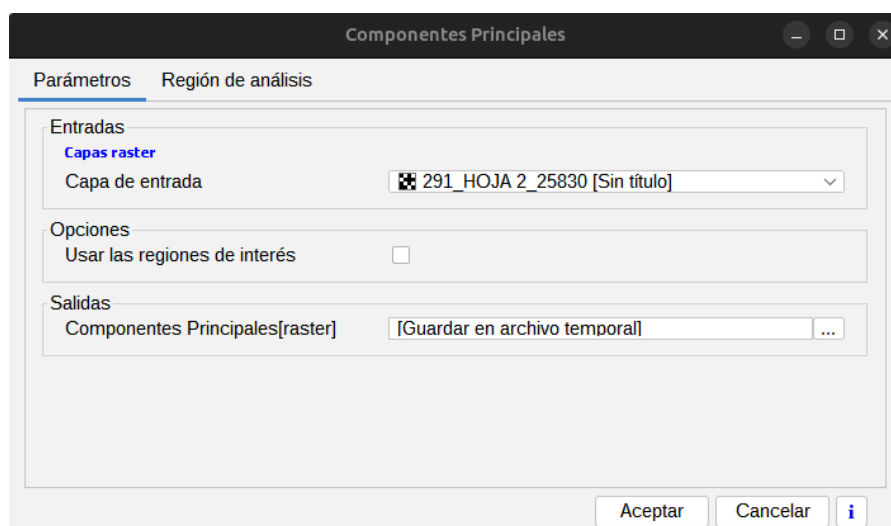 Componentes Principales
Parámetros Región de análisis
Entradas
Capas raster
Capa de entrada 291_HOJA 2_25830 [Sin título]
Opciones
Usar las regiones de interés
Salidas
Componentes Principales[raster] [Guardar en archivo temporal] ...
Aceptar Cancelar i